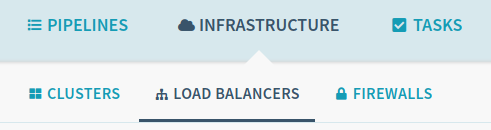 PIPELINES INFRASTRUCTURE TASKS
CLUSTERS LOAD BALANCERS FIREWALLS